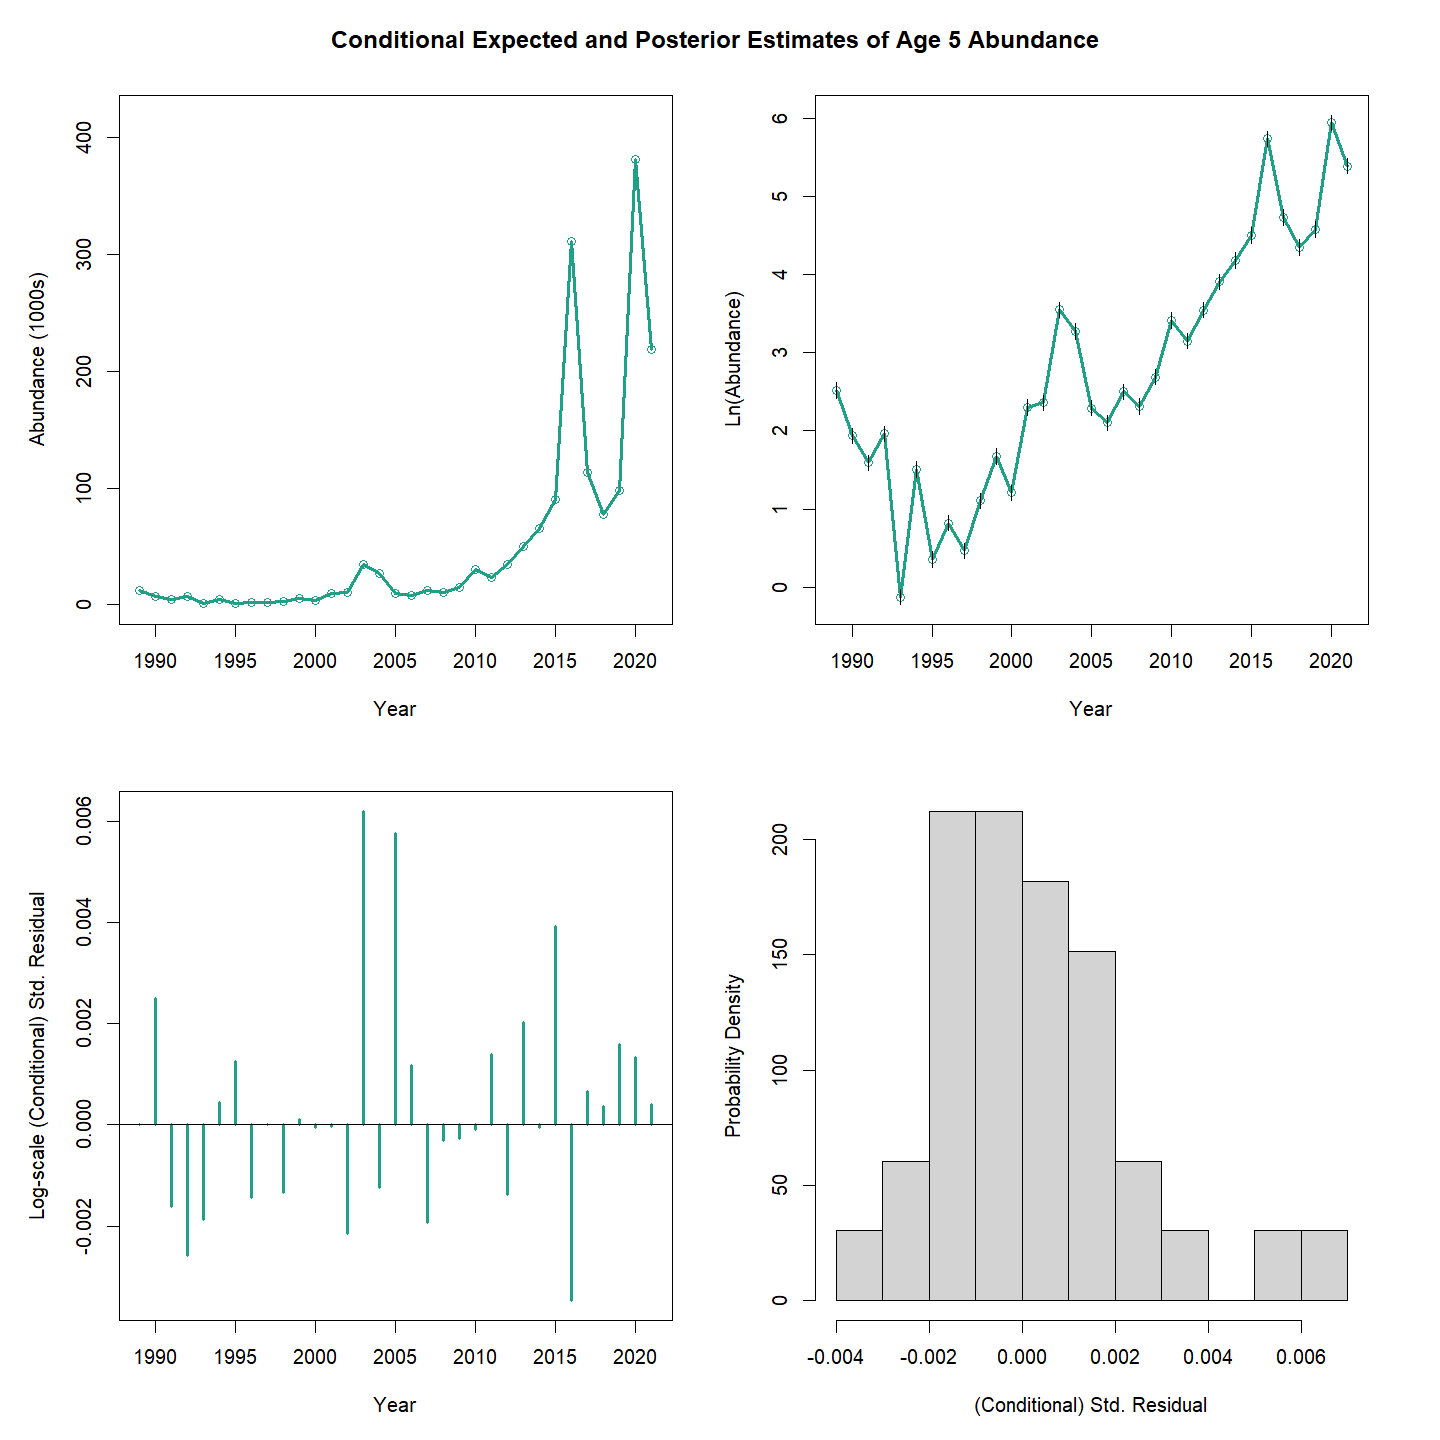 Conditional Expected and Posterior Estimates of Age 5 Abundance
Abundance (1000s)
400
300
200
100
0
1990 1995 2000 2005 2010 2015 2020
Year
Ln(Abundance)
6
5
4
3
2
1
0
1990 1995 2000 2005 2010 2015 2020
Year
Log-scale (Conditional) Std. Residual
0.006
0.004
0.002
0.000
-0.002
1990 1995 2000 2005 2010 2015 2020
Year
Probability Density
200
150
100
50
0
-0.004 -0.002 0.000 0.002 0.004 0.006
(Conditional) Std. Residual